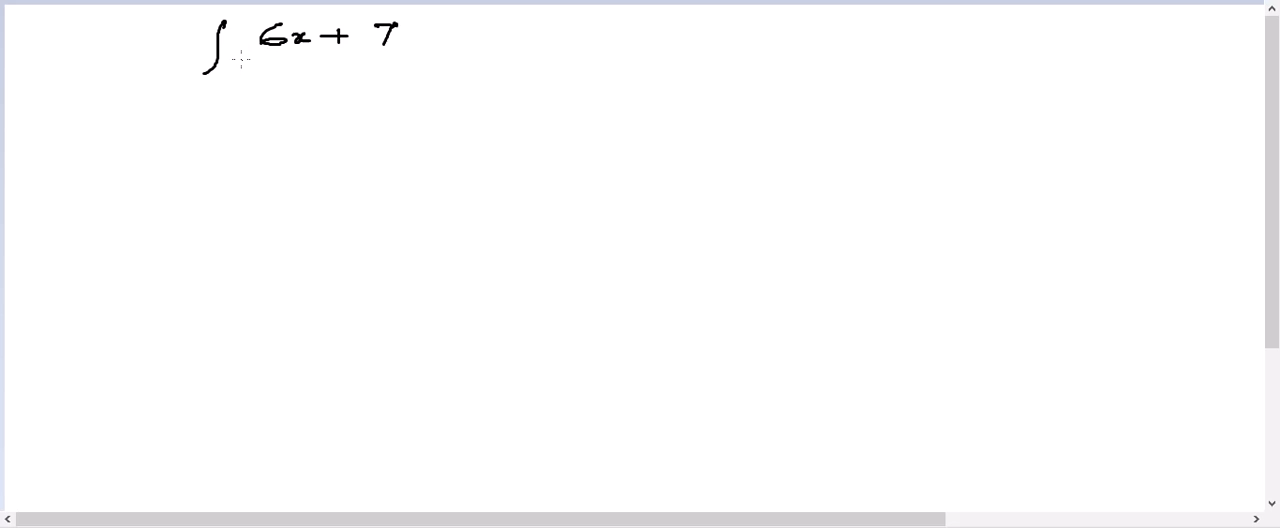 ∫ 6x + 7